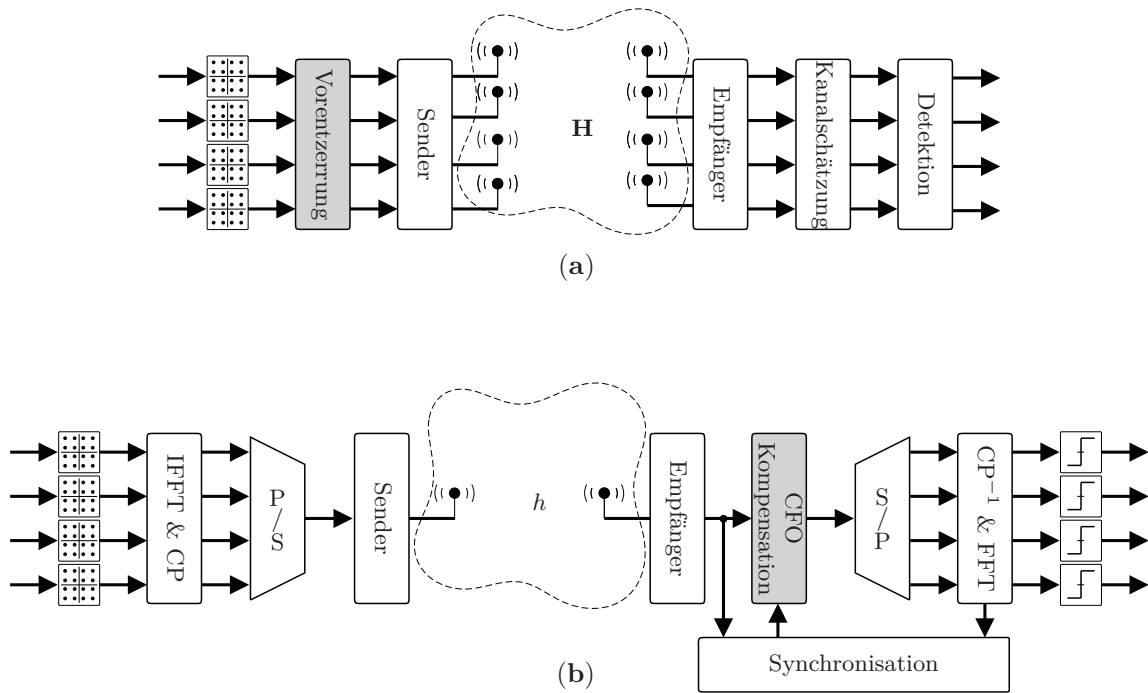 Vorentzerrung
Sender
H
Empfänger
Kanalschätzung
Detektion
(a)
IFFT & CP
P/S
Sender
h
Empfänger
CFO
Kompensation
S/P
CP⁻¹ & FFT
Synchronisation
(b)